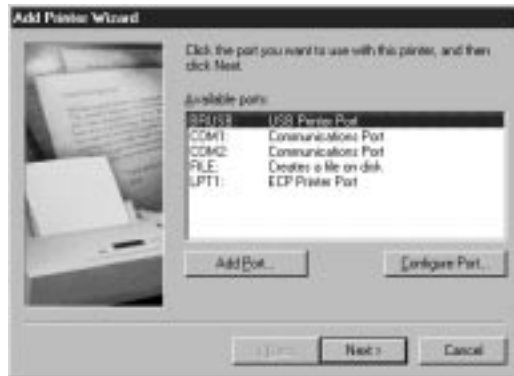 Add Printer Wizard
Click the port you want to use with this printer, and then
click Next.
Available ports:
BRUSB: USB Printer Port
COM1: Communications Port
COM2: Communications Port
FILE: Creates a file on disk.
LPT1: ECP Printer Port
Add Port...
Configure Port...
Next >
Cancel